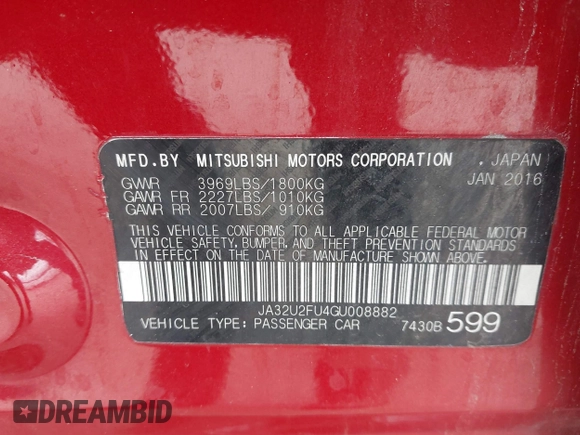 MFD.BY MITSUBISHI MOTORS CORPORATION . JAPAN
GVWR 3969LBS/1800KG JAN 2016
GAWR FR 2227LBS/1010KG
GAWR RR 2007LBS/ 910KG
THIS VEHICLE CONFORMS TO ALL APPLICABLE FEDERAL MOTOR
VEHICLE SAFETY, BUMPER, AND THEFT PREVENTION STANDARDS
IN EFFECT ON THE DATE OF MANUFACTURE SHOWN ABOVE.
JA32U2FU4GU008882
VEHICLE TYPE: PASSENGER CAR 7430B 599
DREAMBID